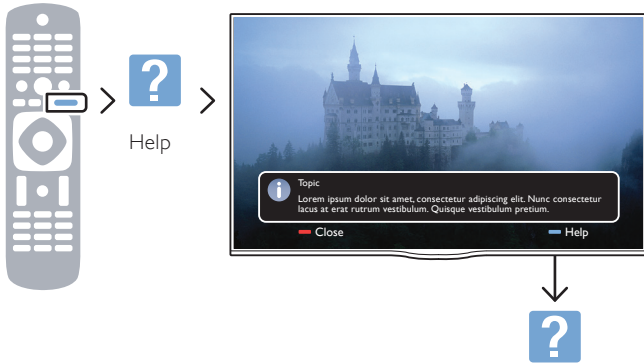 ?
Help
Topic
Lorem ipsum dolor sit amet, consectetur adipiscing elit. Nunc consectetur
lacus at erat rutrum vestibulum. Quisque vestibulum pretium.
Close
Help
?